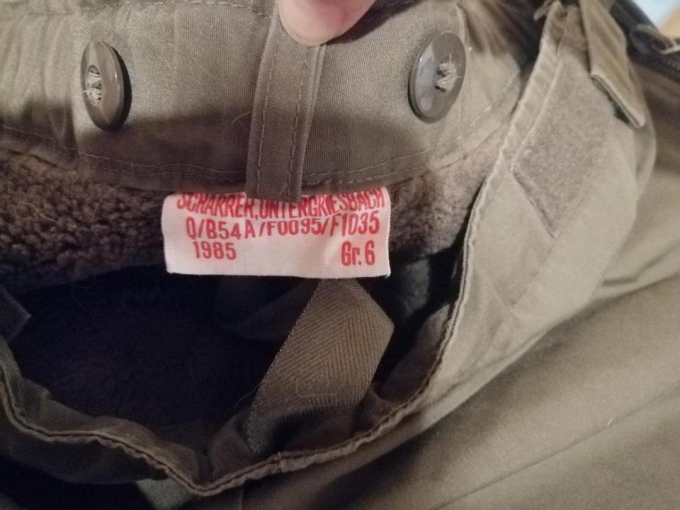 SCHARRER, UNTERGRIESBACH
0/B54A/F0095/F1D35
1985 Gr. 6